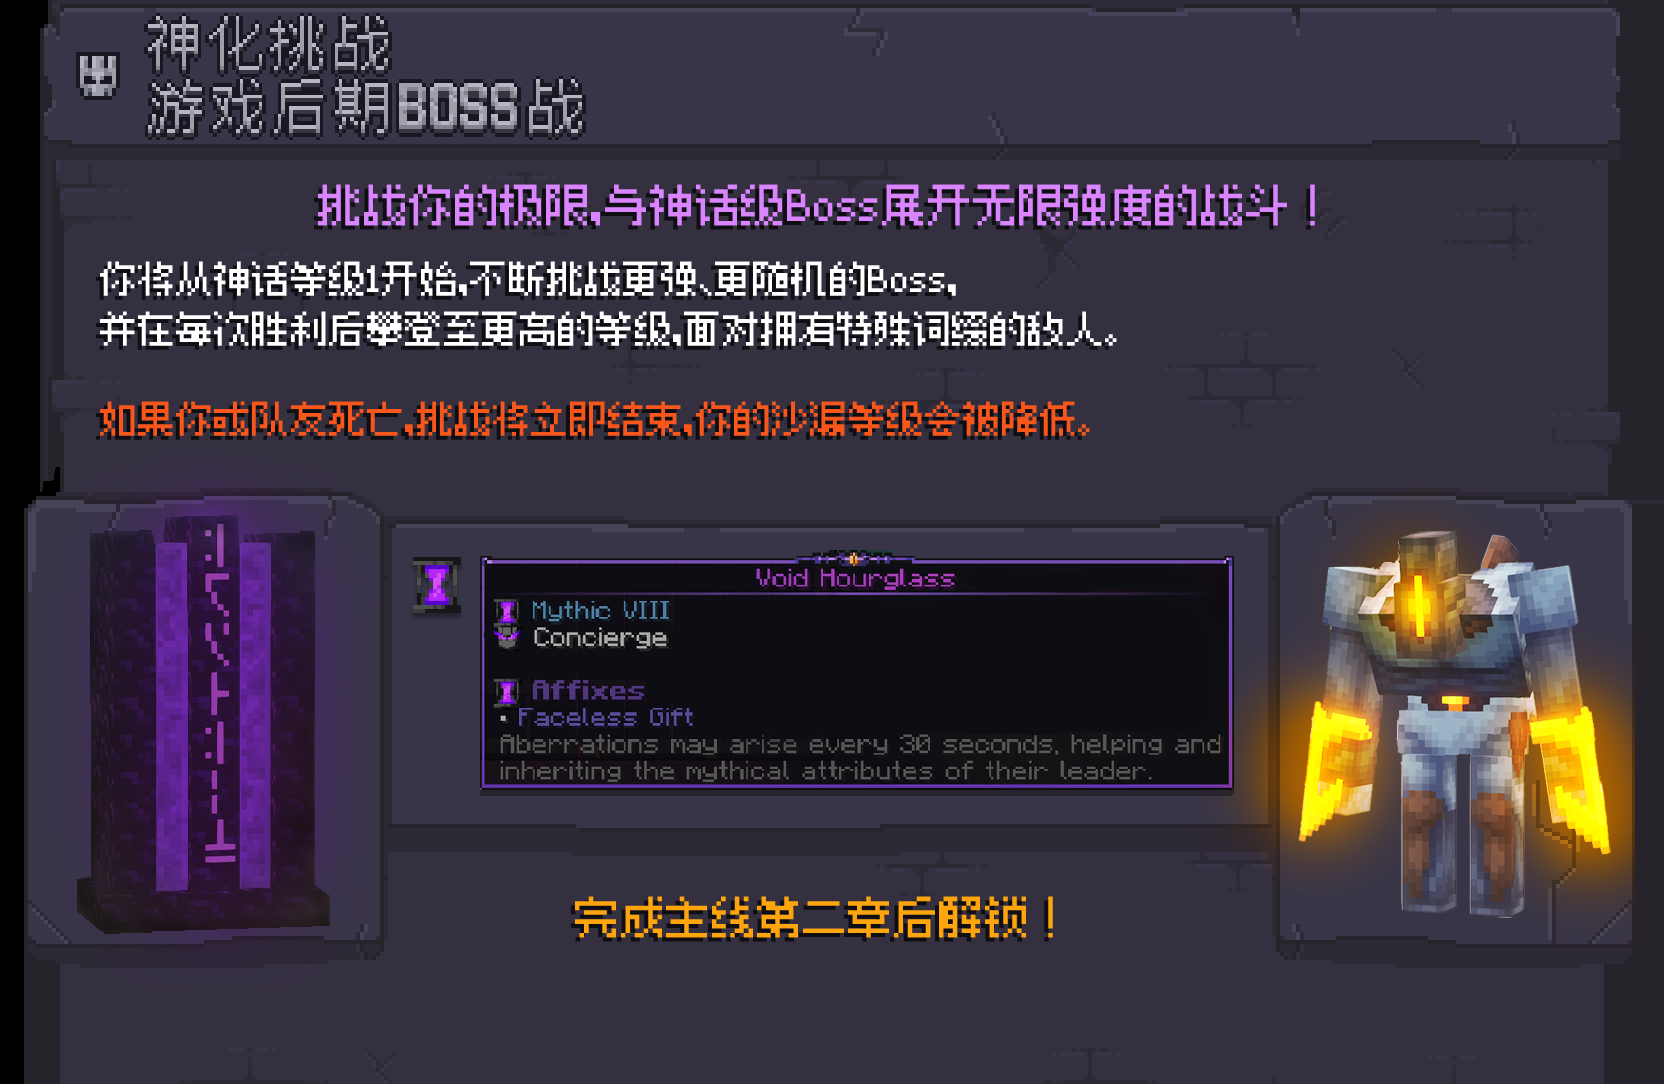 神化挑战
游戏后期BOSS战
挑战你的极限,与神话级Boss展开无限强度的战斗！
你将从神话等级1开始,不断挑战更强、更随机的Boss,
并在每次胜利后攀登至更高的等级,面对拥有特殊词缀的敌人。
如果你或队友死亡,挑战将立即结束,你的沙漏等级会被降低。
Void Hourglass
Mythic VIII
Concierge
Affixes
· Faceless Gift
Aberrations may arise every 30 seconds, helping and
inheriting the mythical attributes of their leader.
完成主线第二章后解锁！